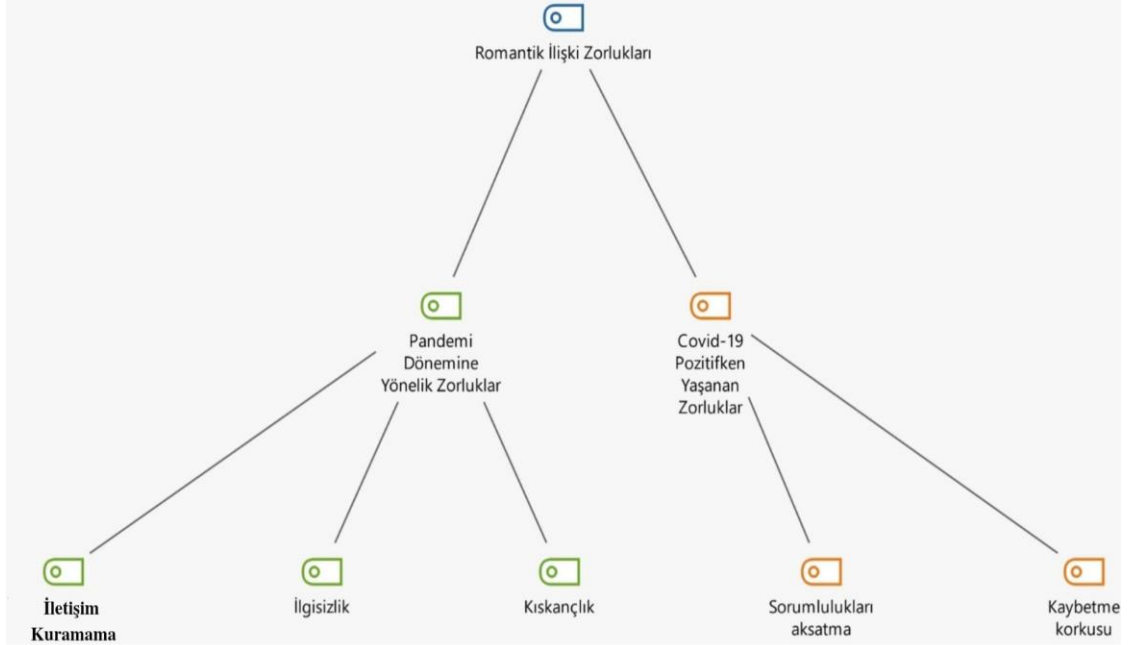 Romantik İlişki Zorlukları
Pandemi
Dönemine
Yönelik Zorluklar
Covid-19
Pozitifken
Yaşanan
Zorluklar
İletişim
Kuramama
İlgisizlik
Kıskançlık
Sorumlulukları
aksatma
Kaybetme
korkusu